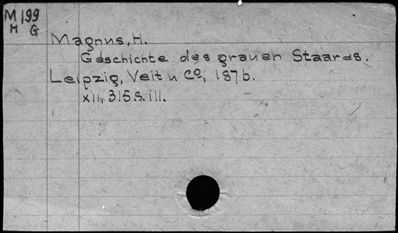 M 199
H G
Magnus, H.
Geschichte des grauen Staares.
Leipzig, Veit u Co, 1876.
xii, 315 s. ill.